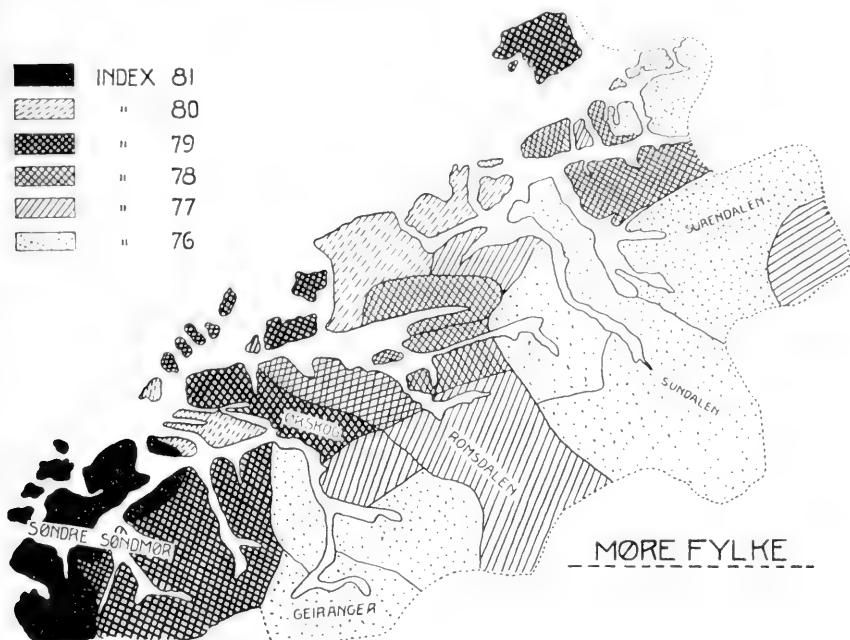 INDEX 81
" 80
" 79
" 78
" 77
" 76
SURENDALEN
SUNDALEN
ROMSDALEN
SØNDRE SØNDMØR
GEIRANGER
MØRE FYLKE